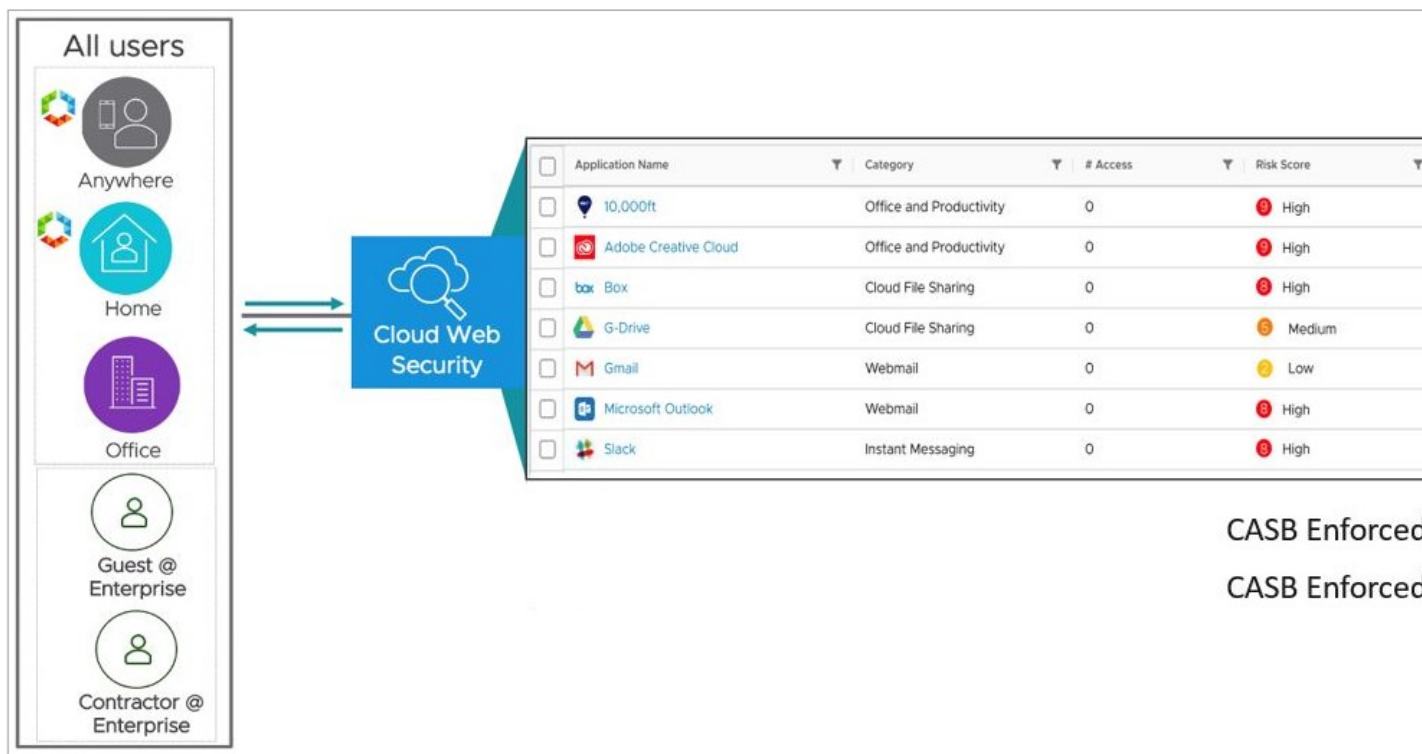 All users
Anywhere
Home
Office
Guest @
Enterprise
Contractor @
Enterprise
Cloud Web
Security
Application Name Category # Access Risk Score
10,000ft Office and Productivity 0 9 High
Adobe Creative Cloud Office and Productivity 0 9 High
box Box Cloud File Sharing 0 8 High
G-Drive Cloud File Sharing 0 5 Medium
Gmail Webmail 0 2 Low
Microsoft Outlook Webmail 0 8 High
Slack Instant Messaging 0 8 High
CASB Enforced
CASB Enforced